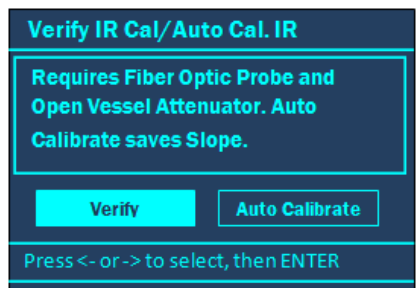 Verify IR Cal/Auto Cal. IR
Requires Fiber Optic Probe and
Open Vessel Attenuator. Auto
Calibrate saves Slope.
Verify
Auto Calibrate
Press <- or -> to select, then ENTER